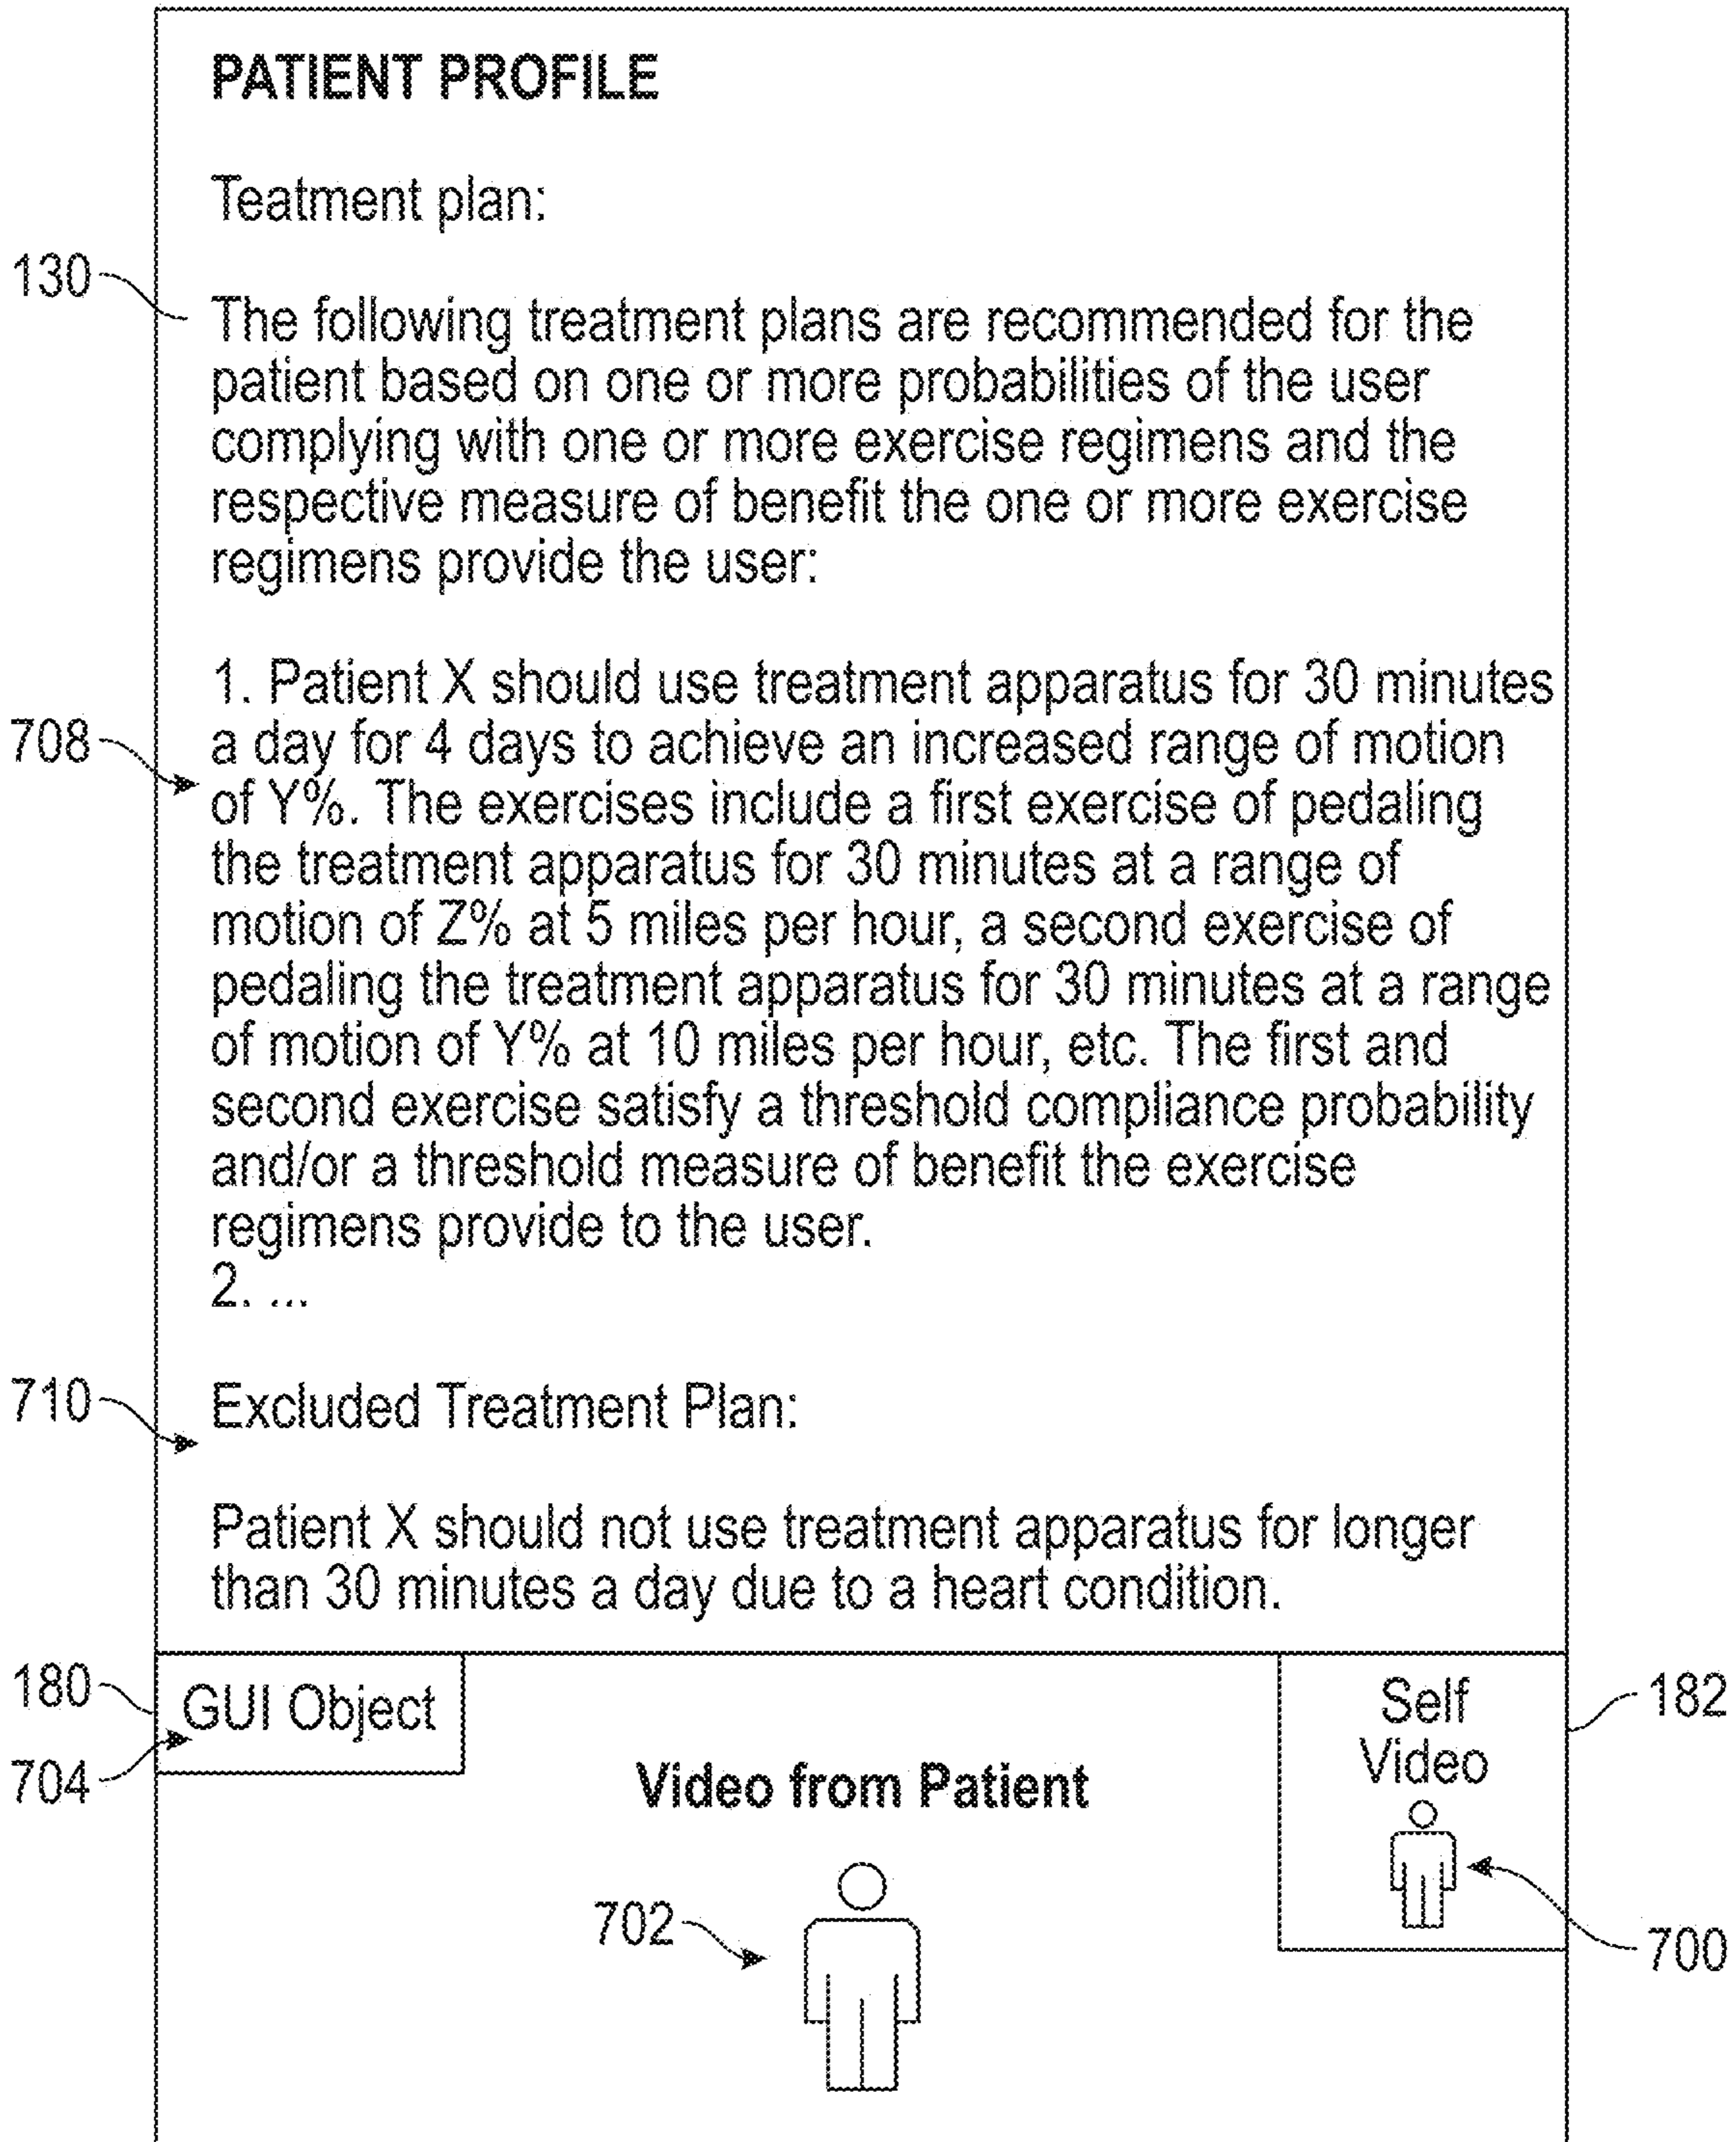 PATIENT PROFILE
Teatment plan:
130
The following treatment plans are recommended for the
patient based on one or more probabilities of the user
complying with one or more exercise regimens and the
respective measure of benefit the one or more exercise
regimens provide the user:
1. Patient X should use treatment apparatus for 30 minutes
708
a day for 4 days to achieve an increased range of motion
of Y%. The exercises include a first exercise of pedaling
the treatment apparatus for 30 minutes at a range of
motion of Z% at 5 miles per hour, a second exercise of
pedaling the treatment apparatus for 30 minutes at a range
of motion of Y% at 10 miles per hour, etc. The first and
second exercise satisfy a threshold compliance probability
and/or a threshold measure of benefit the exercise
regimens provide to the user.
2. ...
710
Excluded Treatment Plan:
Patient X should not use treatment apparatus for longer
than 30 minutes a day due to a heart condition.
180
GUI Object
704
Self
Video
182
Video from Patient
702
700